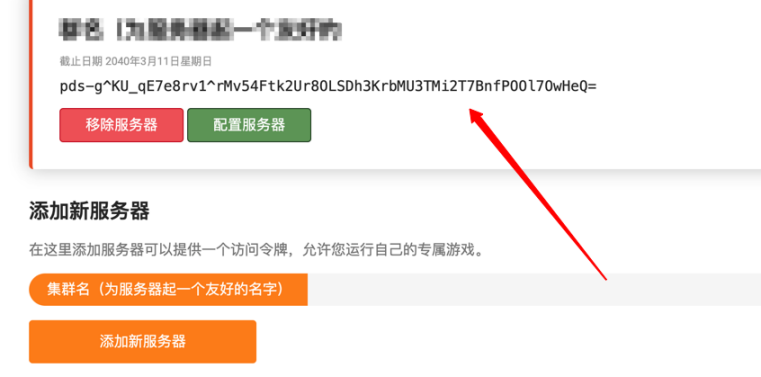 截止日期 2040年3月11日星期日
pds-g^KU_qE7e8rv1^rMv54Ftk2Ur8OLSDh3KrbMU3TMi2T7BnfPOOl7OwHeQ=
移除服务器 配置服务器
添加新服务器
在这里添加服务器可以提供一个访问令牌，允许您运行自己的专属游戏。
集群名（为服务器起一个友好的名字）
添加新服务器